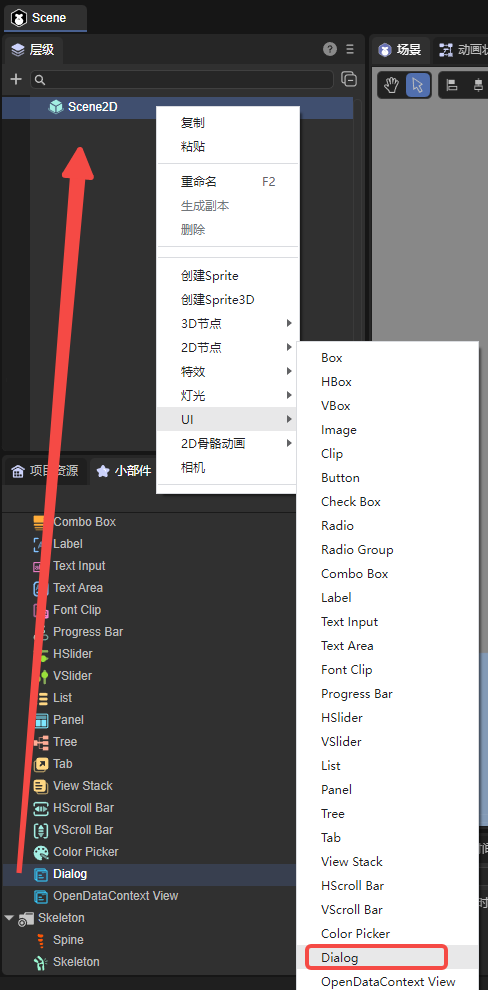 Scene
层级
场景
Scene2D
复制
粘贴
重命名 F2
生成副本
删除
创建Sprite
创建Sprite3D
3D节点
2D节点
特效
灯光
UI
2D骨骼动画
相机
Box
HBox
VBox
Image
Clip
Button
Check Box
Radio
Radio Group
Combo Box
Label
Text Input
Text Area
Font Clip
Progress Bar
HSlider
VSlider
List
Panel
Tree
Tab
View Stack
HScroll Bar
VScroll Bar
Color Picker
Dialog
OpenDataContext View
项目资源
小部件
Combo Box
Label
Text Input
Text Area
Font Clip
Progress Bar
HSlider
VSlider
List
Panel
Tree
Tab
View Stack
HScroll Bar
VScroll Bar
Color Picker
Dialog
OpenDataContext View
Skeleton
Spine
Skeleton